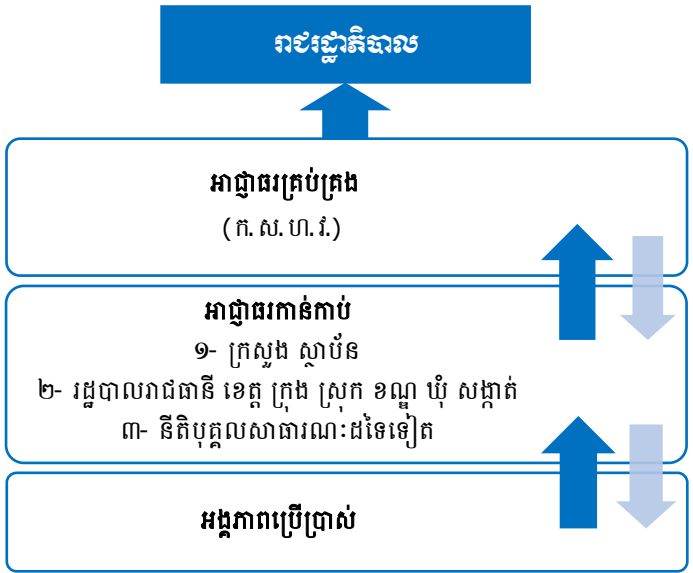 រាជរដ្ឋាភិបាល
អាជ្ញាធរគ្រប់គ្រង
(ក. ស. ហ. វ.)
អាជ្ញាធរកាន់កាប់
១- ក្រសួង ស្ថាប័ន
២- រដ្ឋបាលរាជធានី ខេត្ត ក្រុង ស្រុក ខណ្ឌ ឃុំ សង្កាត់
៣- នីតិបុគ្គលសាធារណៈដទៃទៀត
អង្គភាពប្រើប្រាស់